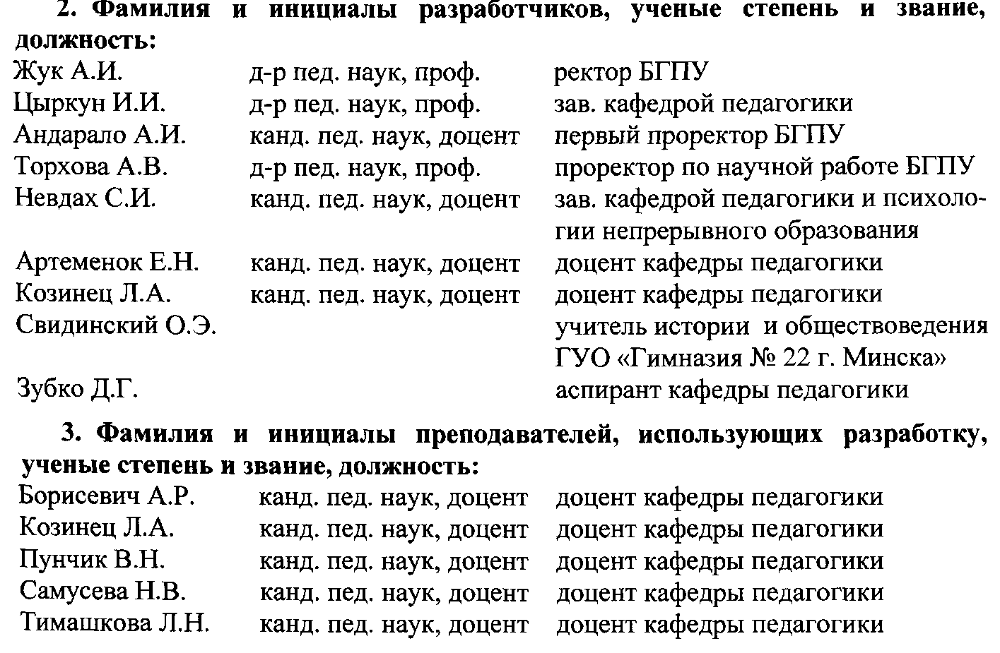 2. Фамилия и инициалы разработчиков, ученые степень и звание,
должность:
Жук А.И. д-р пед. наук, проф. ректор БГПУ
Цыркун И.И. д-р пед. наук, проф. зав. кафедрой педагогики
Андарало А.И. канд. пед. наук, доцент первый проректор БГПУ
Торхова А.В. д-р пед. наук, проф. проректор по научной работе БГПУ
Невдах С.И. канд. пед. наук, доцент зав. кафедрой педагогики и психоло-
гии непрерывного образования
Артеменок Е.Н. канд. пед. наук, доцент доцент кафедры педагогики
Козинец Л.А. канд. пед. наук, доцент доцент кафедры педагогики
Свидинский О.Э. учитель истории и обществоведения
ГУО «Гимназия № 22 г. Минска»
Зубко Д.Г. аспирант кафедры педагогики
3. Фамилия и инициалы преподавателей, использующих разработку,
ученые степень и звание, должность:
Борисевич А.Р. канд. пед. наук, доцент доцент кафедры педагогики
Козинец Л.А. канд. пед. наук, доцент доцент кафедры педагогики
Пунчик В.Н. канд. пед. наук, доцент доцент кафедры педагогики
Самусева Н.В. канд. пед. наук, доцент доцент кафедры педагогики
Тимашкова Л.Н. канд. пед. наук, доцент доцент кафедры педагогики